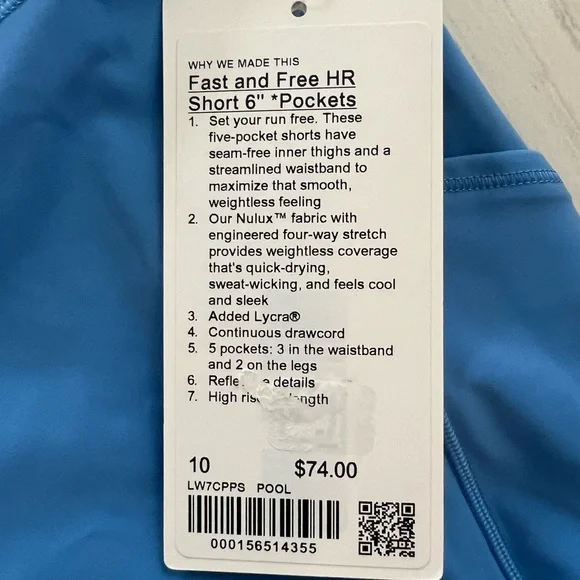 WHY WE MADE THIS
Fast and Free HR
Short 6" *Pockets
1. Set your run free. These
five-pocket shorts have
seam-free inner thighs and a
streamlined waistband to
maximize that smooth,
weightless feeling
2. Our Nulux™ fabric with
engineered four-way stretch
provides weightless coverage
that's quick-drying,
sweat-wicking, and feels cool
and sleek
3. Added Lycra®
4. Continuous drawcord
5. 5 pockets: 3 in the waistband
and 2 on the legs
6. details
7. High
10 $74.00
LW7CPPS POOL
000156514355